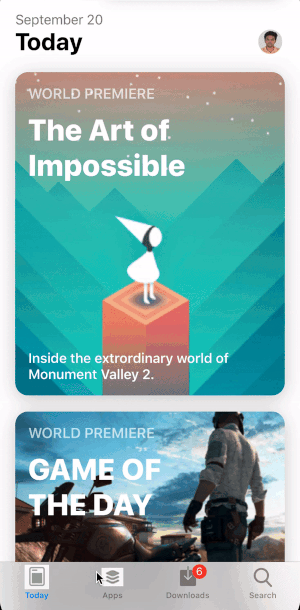 September 20
Today
WORLD PREMIERE
The Art of
Impossible
Inside the extrordinary world of
Monument Valley 2.
WORLD PREMIERE
GAME OF
THE DAY
6
Today
Apps
Downloads
Search